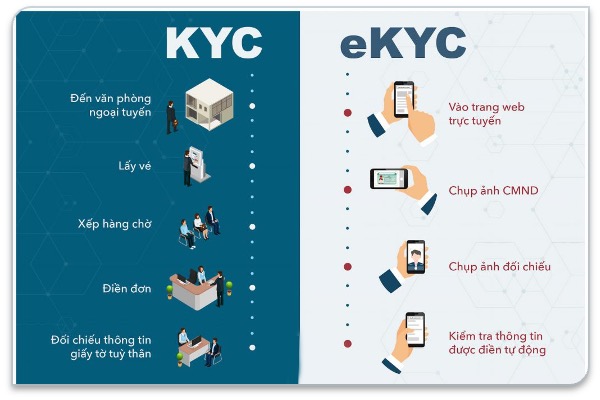 KYC
Đến văn phòng
ngoại tuyến
Lấy vé
Xếp hàng chờ
Điền đơn
Đối chiếu thông tin
giấy tờ tuỳ thân
eKYC
Vào trang web
trực tuyến
Chụp ảnh CMND
Chụp ảnh đối chiếu
Kiểm tra thông tin
được điền tự động